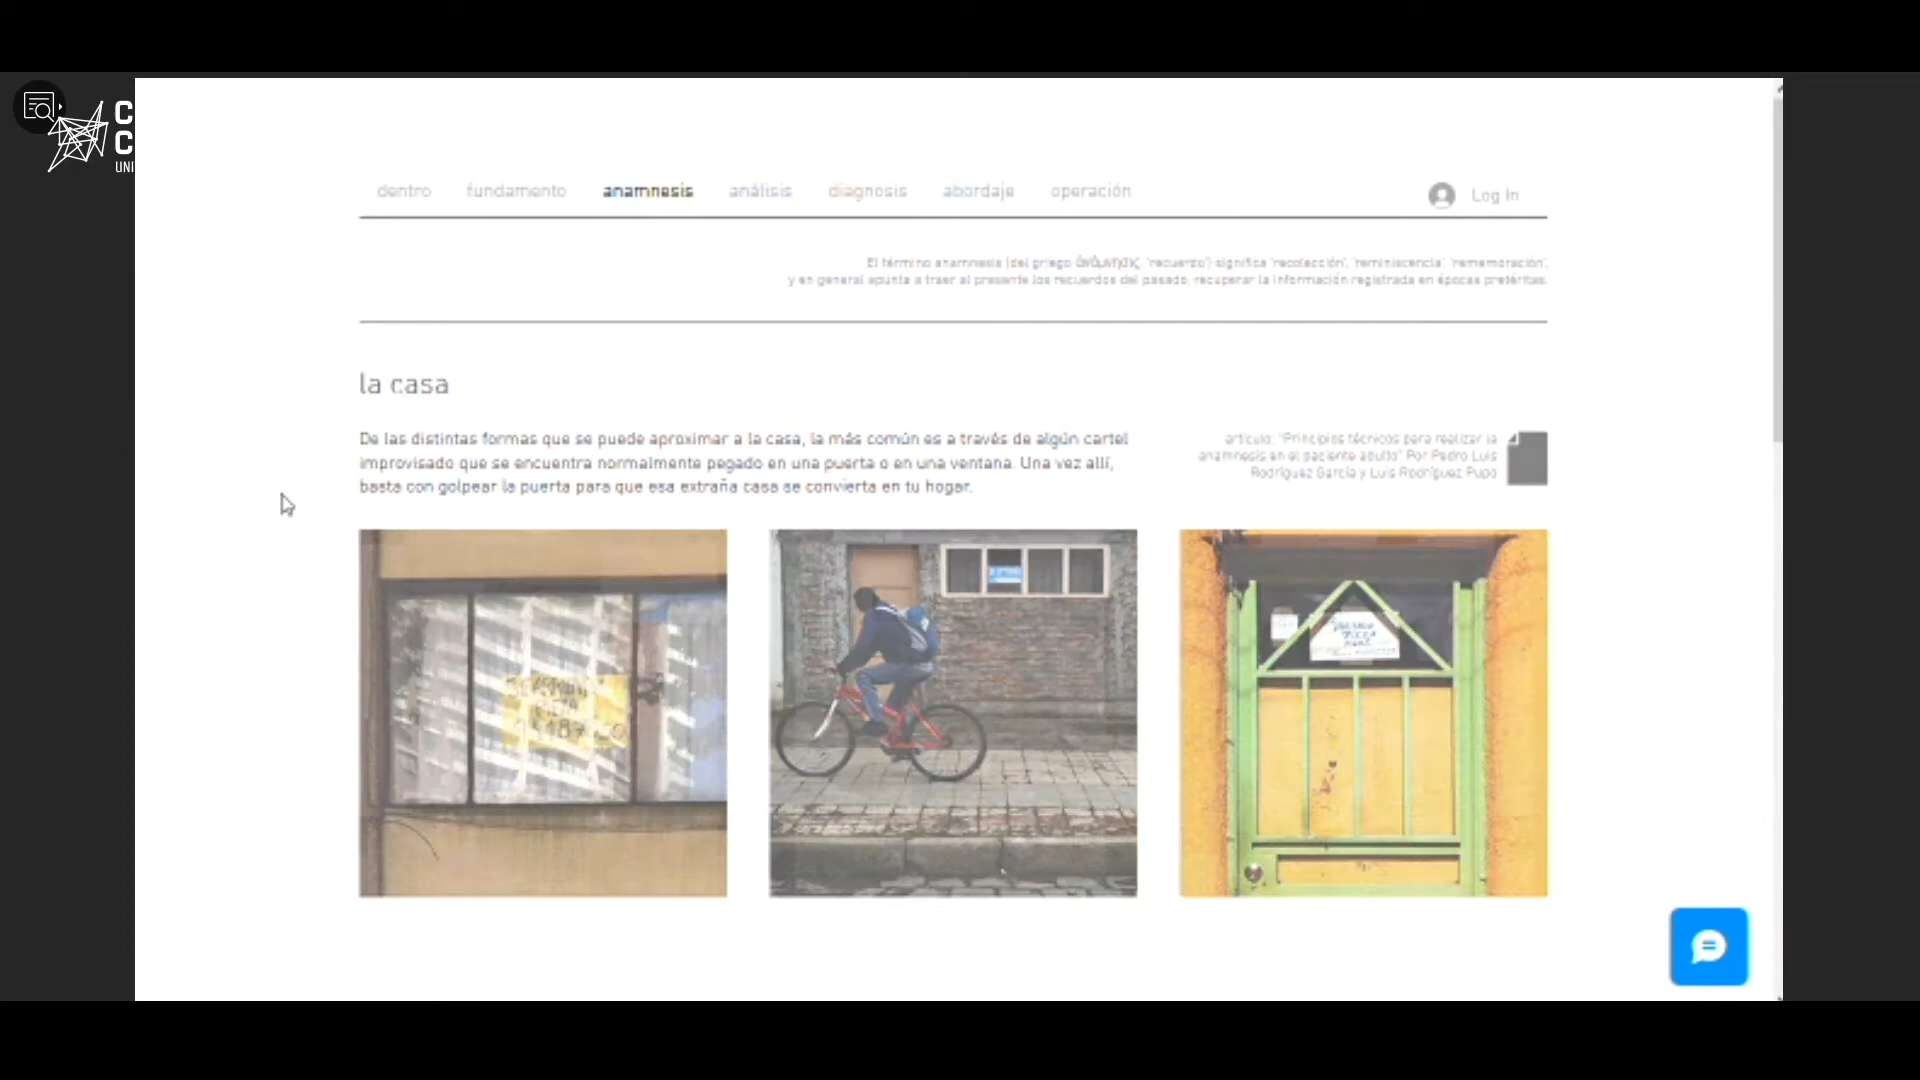 C
C
UNI
dentro fundamento anamnesis análisis diagnosis abordaje operación Log In
El término anamnesis (del griego ἀνάμνησις, 'recuerdo') significa 'recolección', 'reminiscencia', 'rememoración',
y en general apunta a traer al presente los recuerdos del pasado, recuperar la información registrada en épocas pretéritas.
la casa
De las distintas formas que se puede aproximar a la casa, la más común es a través de algún cartel
improvisado que se encuentra normalmente pegado en una puerta o en una ventana. Una vez allí,
basta con golpear la puerta para que esa extraña casa se convierta en tu hogar.
artículo: "Principios técnicos para realizar la
anamnesis en el paciente adulto" Por Pedro Luis
Rodríguez García y Luis Rodríguez Pupo